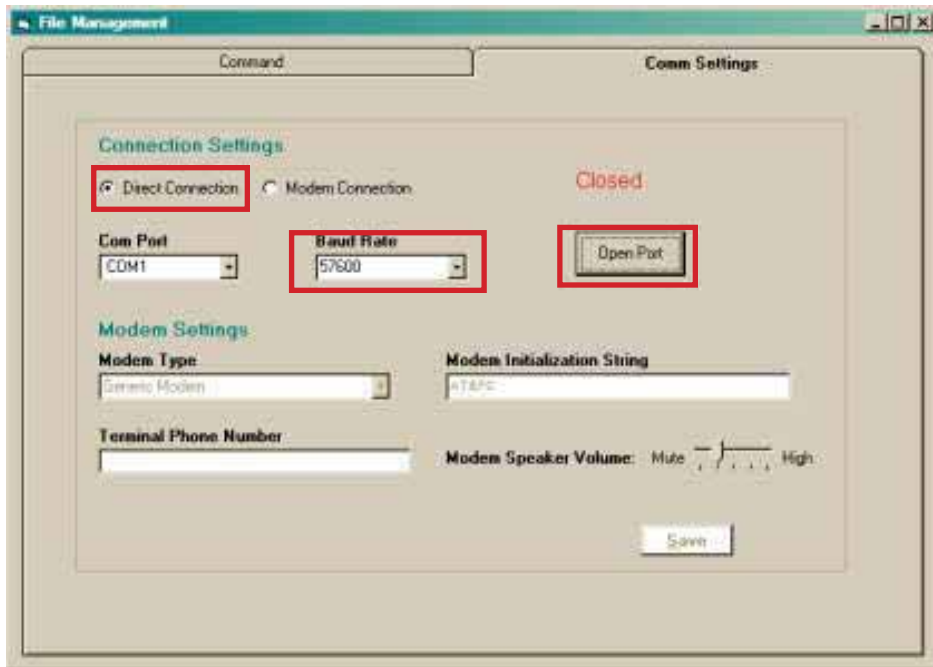 File Management
Command
Comm Settings
Connection Settings
Direct Connection
Modem Connection
Closed
Com Port
Baud Rate
COM1
57600
Open Port
Modem Settings
Modem Type
Modem Initialization String
Generic Modem
Terminal Phone Number
Modem Speaker Volume: Mute High
Save